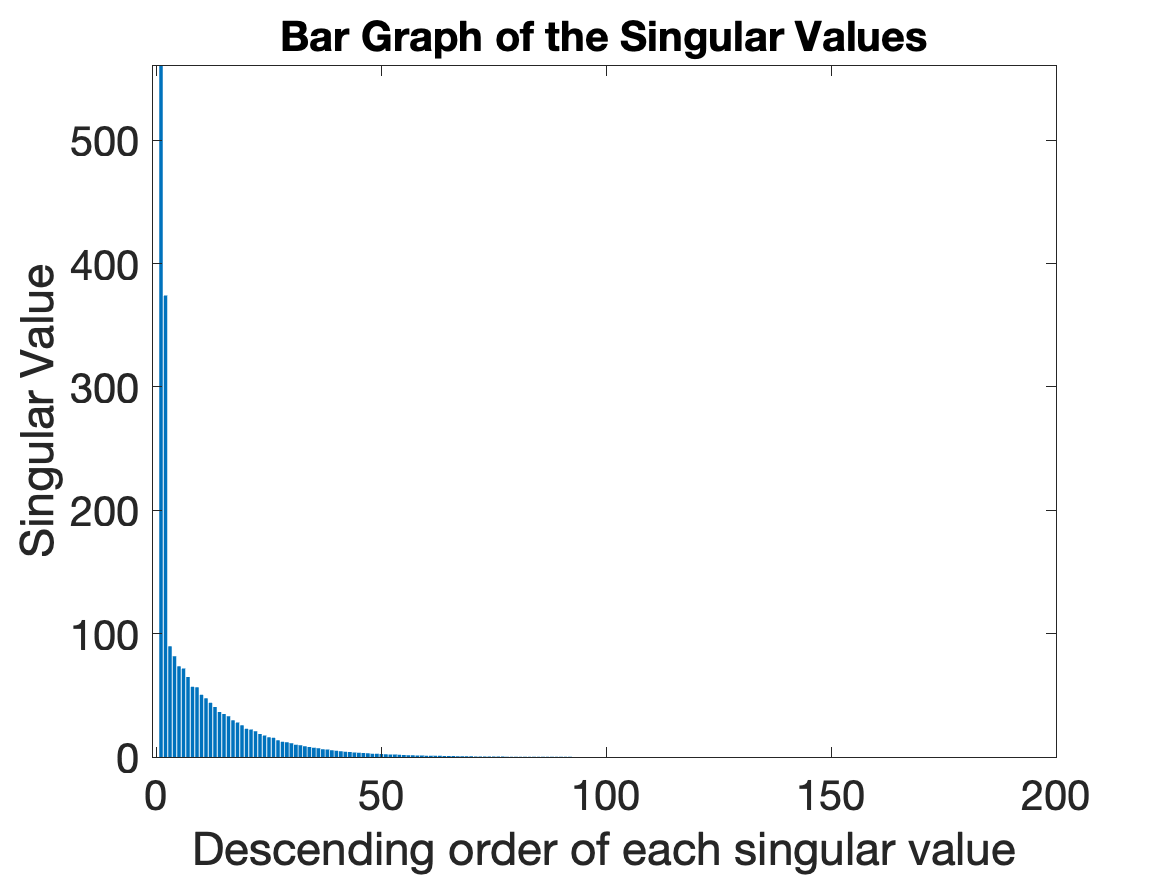 Bar Graph of the Singular Values
Singular Value
500
400
300
200
100
0
0 50 100 150 200
Descending order of each singular value